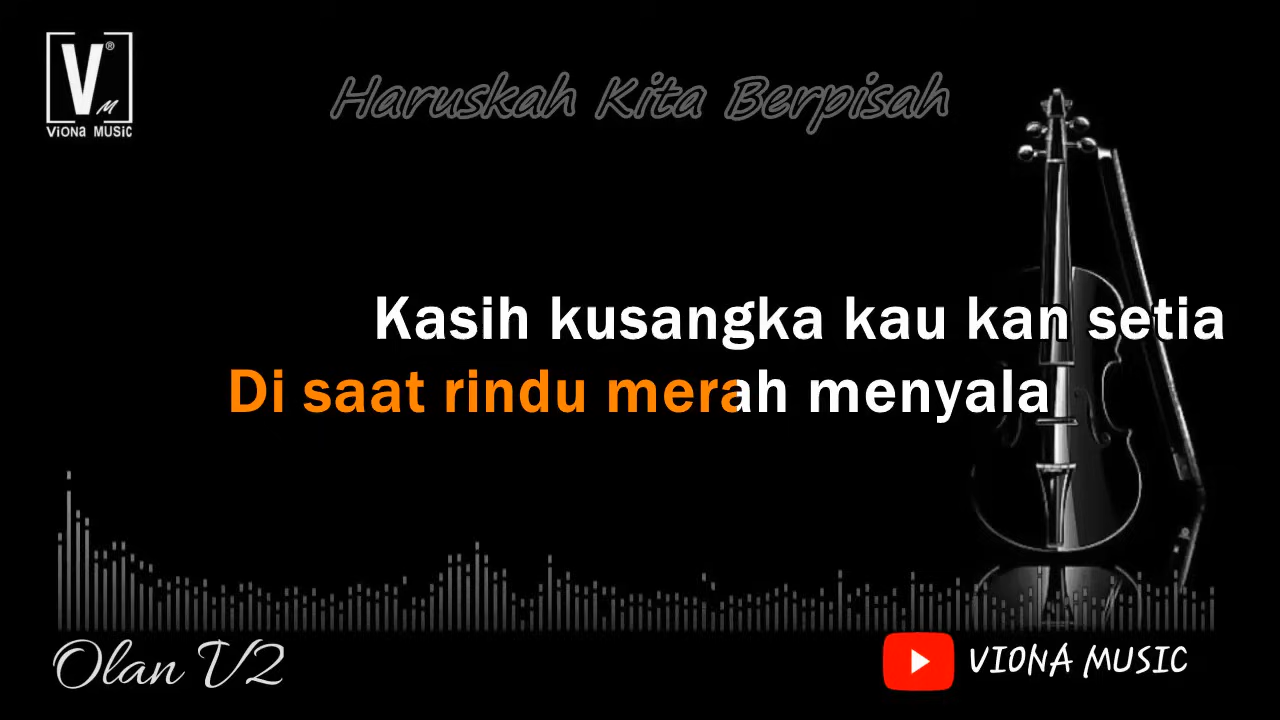 V®
M
ViONa MUSiC
Haruskah Kita Berpisah
Kasih kusangka kau kan setia
Di saat rindu merah menyala
Olan V2
VIONA MUSIC